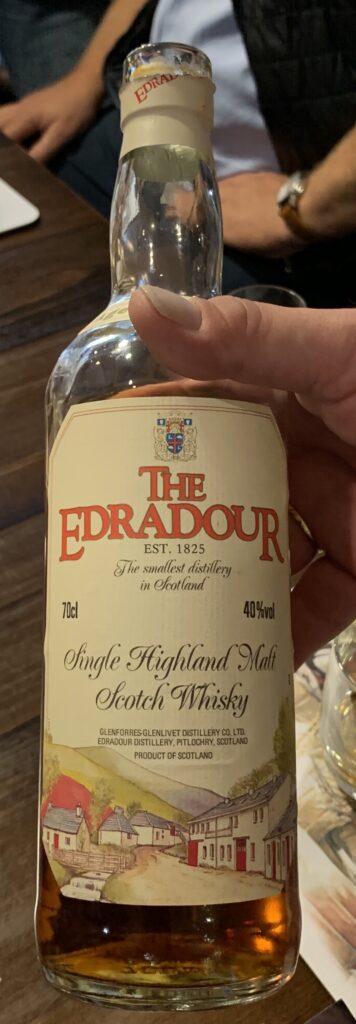 EDRAD
THE
EDRADOUR
EST. 1825
The smallest distillery
in Scotland
70cl 40%vol
Single Highland Malt
Scotch Whisky
GLENFORRES-GLENLIVET DISTILLERY CO. LTD.
EDRADOUR DISTILLERY, PITLOCHRY, SCOTLAND
PRODUCT OF SCOTLAND